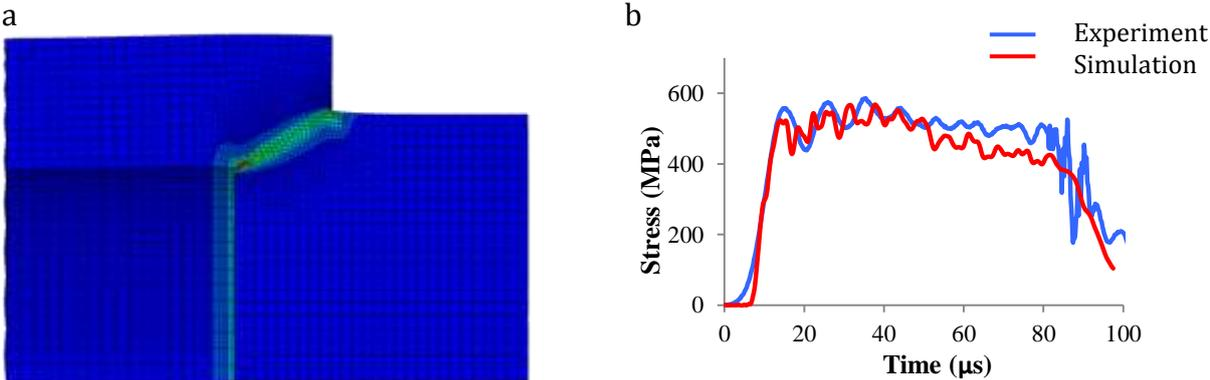 a
b
Experiment
Simulation
Stress (MPa)
600
400
200
0
0 20 40 60 80 100
Time (μs)